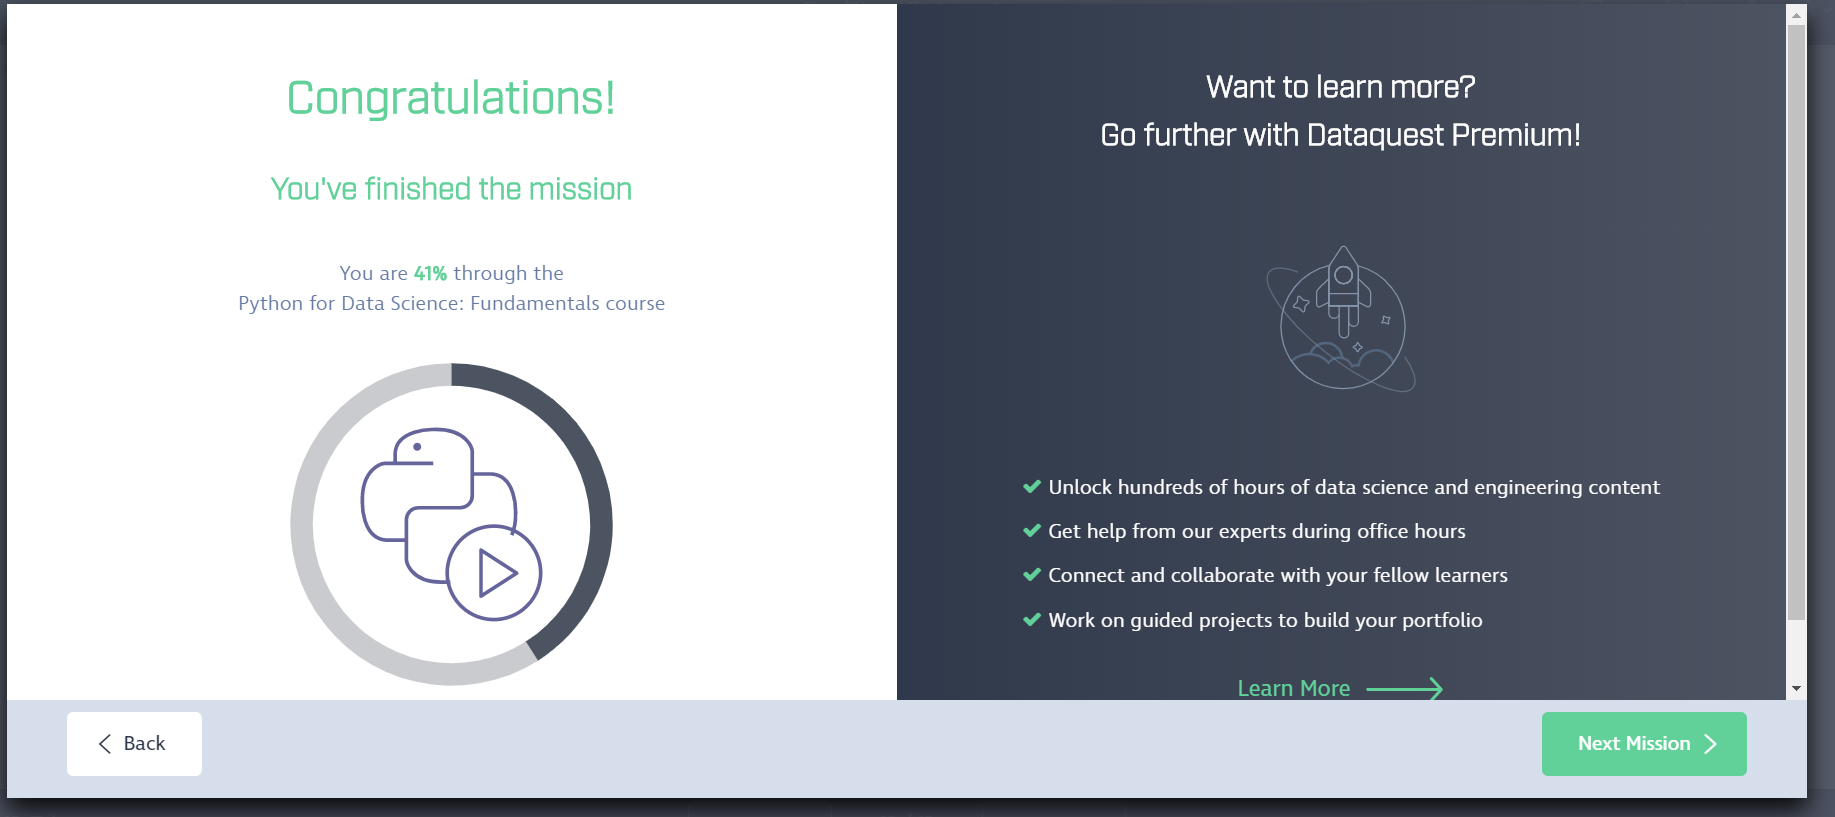 Congratulations!
You've finished the mission
You are 41% through the
Python for Data Science: Fundamentals course
Want to learn more?
Go further with Dataquest Premium!
Unlock hundreds of hours of data science and engineering content
Get help from our experts during office hours
Connect and collaborate with your fellow learners
Work on guided projects to build your portfolio
Learn More
Back
Next Mission